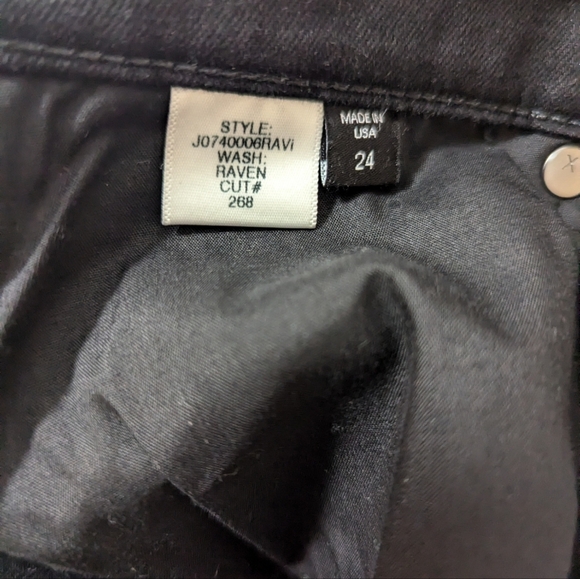 STYLE:
J0740006RAVi
WASH:
RAVEN
CUT#
268
MADE IN
USA
24
X